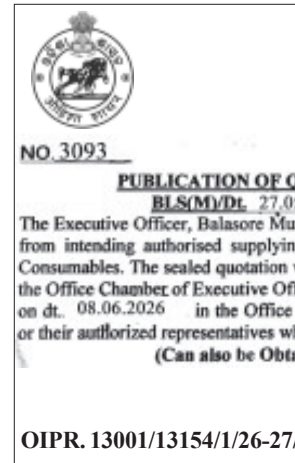 NO. 3093
PUBLICATION OF
BLS(M)/Dt. 27.0
The Executive Officer, Balasore Mu
from intending authorised supplyin
Consumables. The sealed quotation
the Office Chamber of Executive Off
on dt. 08.06.2026 in the Office
or their authorized representatives w
(Can also be Obta
OIPR. 13001/13154/1/26-27/